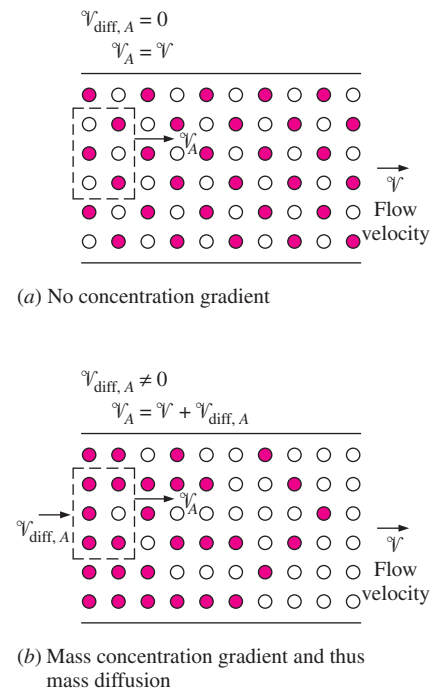 𝒱diff, A = 0
𝒱A = 𝒱
𝒱A
𝒱
Flow
velocity
(a) No concentration gradient
𝒱diff, A ≠ 0
𝒱A = 𝒱 + 𝒱diff, A
𝒱A
𝒱diff, A
𝒱
Flow
velocity
(b) Mass concentration gradient and thus
mass diffusion